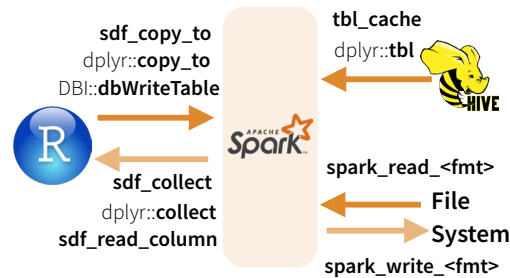 sdf_copy_to
dplyr::copy_to
DBI::dbWriteTable
R
sdf_collect
dplyr::collect
sdf_read_column
APACHE
Spark
tbl_cache
dplyr::tbl
HIVE
spark_read_<fmt>
File
System
spark_write_<fmt>